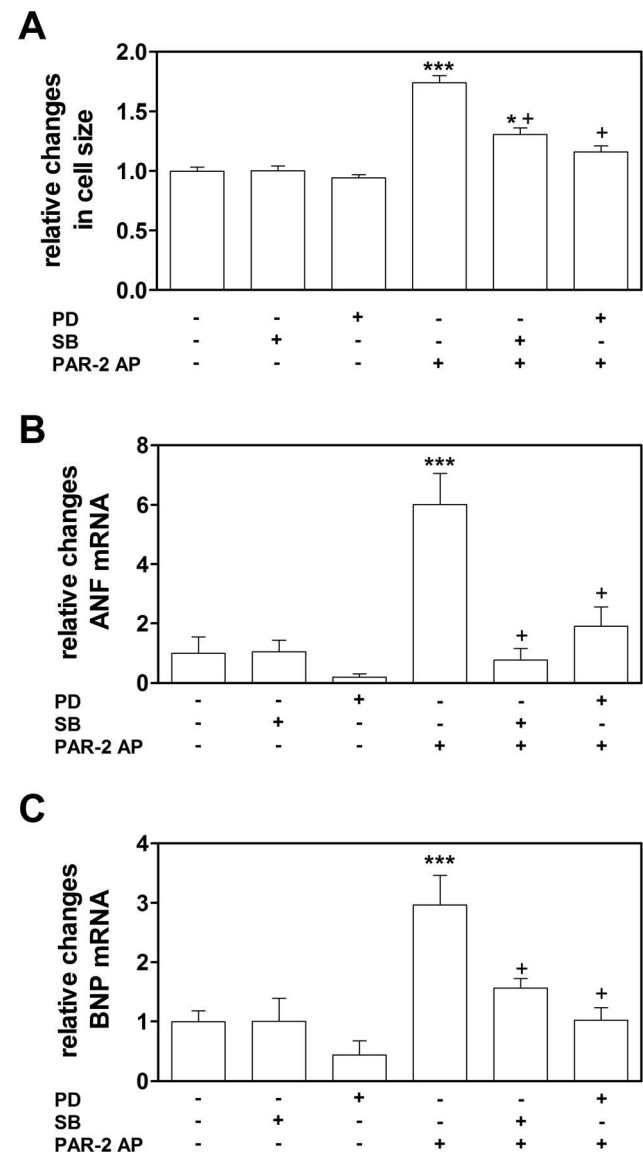 A
relative changes
in cell size
2.0
1.5
1.0
0.5
0.0
***
* +
+
PD - - + - - +
SB - + - - + -
PAR-2 AP - - - + + +
B
relative changes
ANF mRNA
8
6
4
2
0
***
+
+
PD - - + - - +
SB - + - - + -
PAR-2 AP - - - + + +
C
relative changes
BNP mRNA
4
3
2
1
0
***
+
+
PD - - + - - +
SB - + - - + -
PAR-2 AP - - - + + +